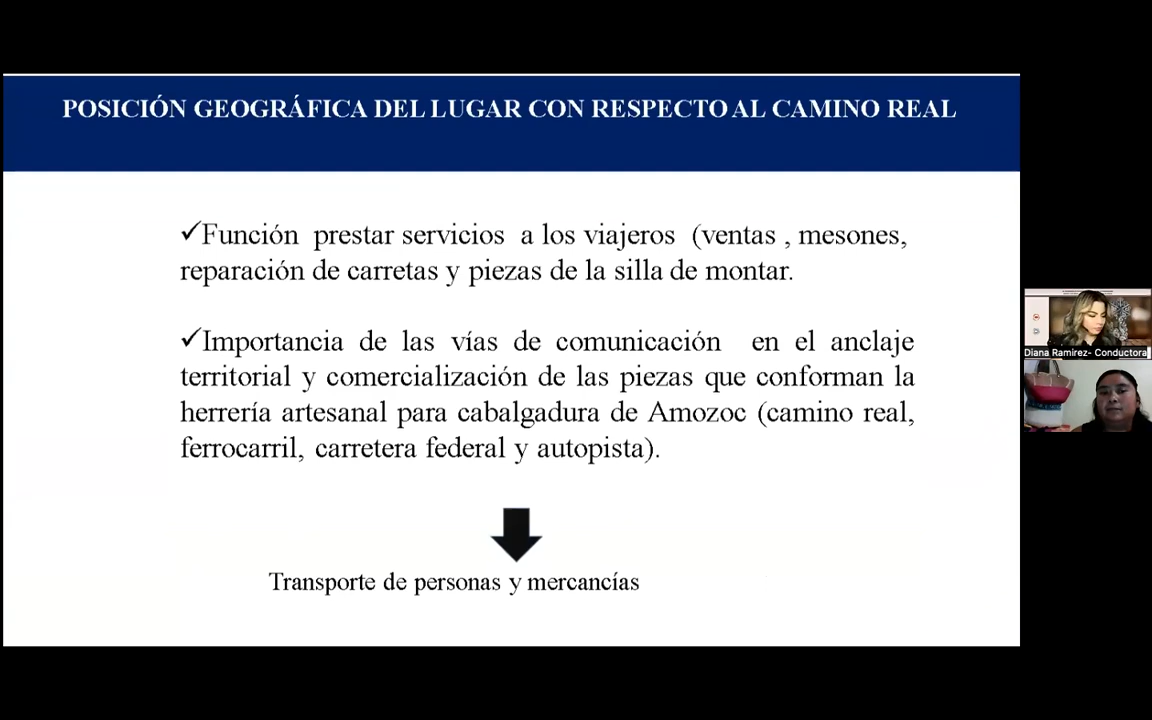 POSICIÓN GEOGRÁFICA DEL LUGAR CON RESPECTO AL CAMINO REAL
✓Función prestar servicios a los viajeros (ventas , mesones,
reparación de carretas y piezas de la silla de montar.
✓Importancia de las vías de comunicación en el anclaje
territorial y comercialización de las piezas que conforman la
herrería artesanal para cabalgadura de Amozoc (camino real,
ferrocarril, carretera federal y autopista).
Transporte de personas y mercancías
Diana Ramirez- Conductora